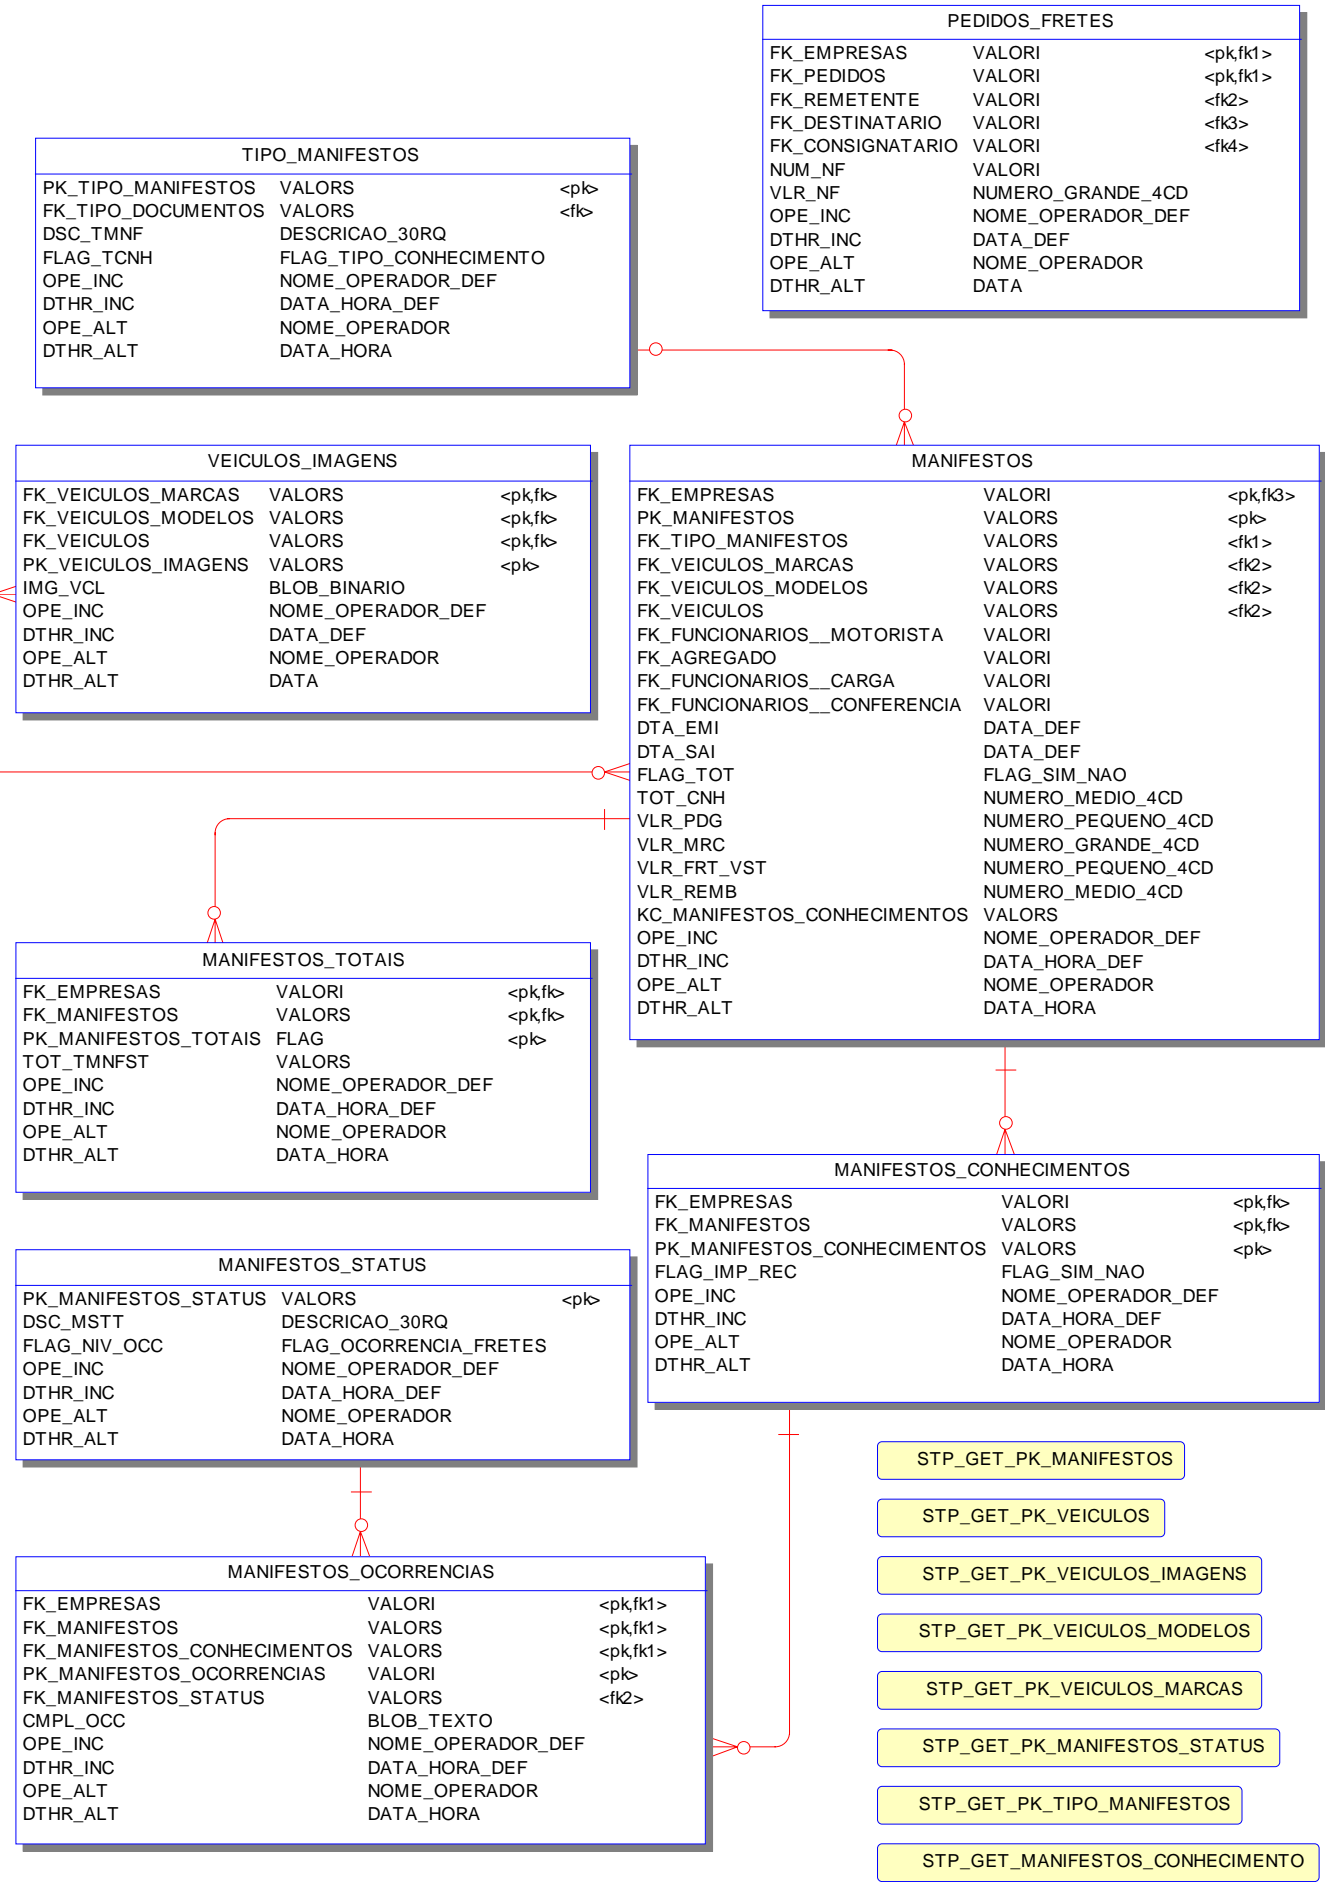 PEDIDOS_FRETES
FK_EMPRESAS VALORI <pk,fk1>
FK_PEDIDOS VALORI <pk,fk1>
FK_REMETENTE VALORI <fk2>
FK_DESTINATARIO VALORI <fk3>
FK_CONSIGNATARIO VALORI <fk4>
NUM_NF VALORI
VLR_NF NUMERO_GRANDE_4CD
OPE_INC NOME_OPERADOR_DEF
DTHR_INC DATA_DEF
OPE_ALT NOME_OPERADOR
DTHR_ALT DATA
TIPO_MANIFESTOS
PK_TIPO_MANIFESTOS VALORS <pk>
FK_TIPO_DOCUMENTOS VALORS <fk>
DSC_TMNF DESCRICAO_30RQ
FLAG_TCNH FLAG_TIPO_CONHECIMENTO
OPE_INC NOME_OPERADOR_DEF
DTHR_INC DATA_HORA_DEF
OPE_ALT NOME_OPERADOR
DTHR_ALT DATA_HORA
VEICULOS_IMAGENS
FK_VEICULOS_MARCAS VALORS <pk,fk>
FK_VEICULOS_MODELOS VALORS <pk,fk>
FK_VEICULOS VALORS <pk,fk>
PK_VEICULOS_IMAGENS VALORS <pk>
IMG_VCL BLOB_BINARIO
OPE_INC NOME_OPERADOR_DEF
DTHR_INC DATA_DEF
OPE_ALT NOME_OPERADOR
DTHR_ALT DATA
MANIFESTOS
FK_EMPRESAS VALORI <pk,fk3>
PK_MANIFESTOS VALORS <pk>
FK_TIPO_MANIFESTOS VALORS <fk1>
FK_VEICULOS_MARCAS VALORS <fk2>
FK_VEICULOS_MODELOS VALORS <fk2>
FK_VEICULOS VALORS <fk2>
FK_FUNCIONARIOS__MOTORISTA VALORI
FK_AGREGADO VALORI
FK_FUNCIONARIOS__CARGA VALORI
FK_FUNCIONARIOS__CONFERENCIA VALORI
DTA_EMI DATA_DEF
DTA_SAI DATA_DEF
FLAG_TOT FLAG_SIM_NAO
TOT_CNH NUMERO_MEDIO_4CD
VLR_PDG NUMERO_PEQUENO_4CD
VLR_MRC NUMERO_GRANDE_4CD
VLR_FRT_VST NUMERO_PEQUENO_4CD
VLR_REMB NUMERO_MEDIO_4CD
KC_MANIFESTOS_CONHECIMENTOS VALORS
OPE_INC NOME_OPERADOR_DEF
DTHR_INC DATA_HORA_DEF
OPE_ALT NOME_OPERADOR
DTHR_ALT DATA_HORA
MANIFESTOS_TOTAIS
FK_EMPRESAS VALORI <pk,fk>
FK_MANIFESTOS VALORS <pk,fk>
PK_MANIFESTOS_TOTAIS FLAG <pk>
TOT_TMNFST VALORS
OPE_INC NOME_OPERADOR_DEF
DTHR_INC DATA_HORA_DEF
OPE_ALT NOME_OPERADOR
DTHR_ALT DATA_HORA
MANIFESTOS_CONHECIMENTOS
FK_EMPRESAS VALORI <pk,fk>
FK_MANIFESTOS VALORS <pk,fk>
PK_MANIFESTOS_CONHECIMENTOS VALORS <pk>
FLAG_IMP_REC FLAG_SIM_NAO
OPE_INC NOME_OPERADOR_DEF
DTHR_INC DATA_HORA_DEF
OPE_ALT NOME_OPERADOR
DTHR_ALT DATA_HORA
MANIFESTOS_STATUS
PK_MANIFESTOS_STATUS VALORS <pk>
DSC_MSTT DESCRICAO_30RQ
FLAG_NIV_OCC FLAG_OCORRENCIA_FRETES
OPE_INC NOME_OPERADOR_DEF
DTHR_INC DATA_HORA_DEF
OPE_ALT NOME_OPERADOR
DTHR_ALT DATA_HORA
MANIFESTOS_OCORRENCIAS
FK_EMPRESAS VALORI <pk,fk1>
FK_MANIFESTOS VALORS <pk,fk1>
FK_MANIFESTOS_CONHECIMENTOS VALORS <pk,fk1>
PK_MANIFESTOS_OCORRENCIAS VALORI <pk>
FK_MANIFESTOS_STATUS VALORS <fk2>
CMPL_OCC BLOB_TEXTO
OPE_INC NOME_OPERADOR_DEF
DTHR_INC DATA_HORA_DEF
OPE_ALT NOME_OPERADOR
DTHR_ALT DATA_HORA
STP_GET_PK_MANIFESTOS
STP_GET_PK_VEICULOS
STP_GET_PK_VEICULOS_IMAGENS
STP_GET_PK_VEICULOS_MODELOS
STP_GET_PK_VEICULOS_MARCAS
STP_GET_PK_MANIFESTOS_STATUS
STP_GET_PK_TIPO_MANIFESTOS
STP_GET_MANIFESTOS_CONHECIMENTO